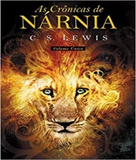 As Crônicas de
NÁRNIA
C. S. LEWIS
Volume Único